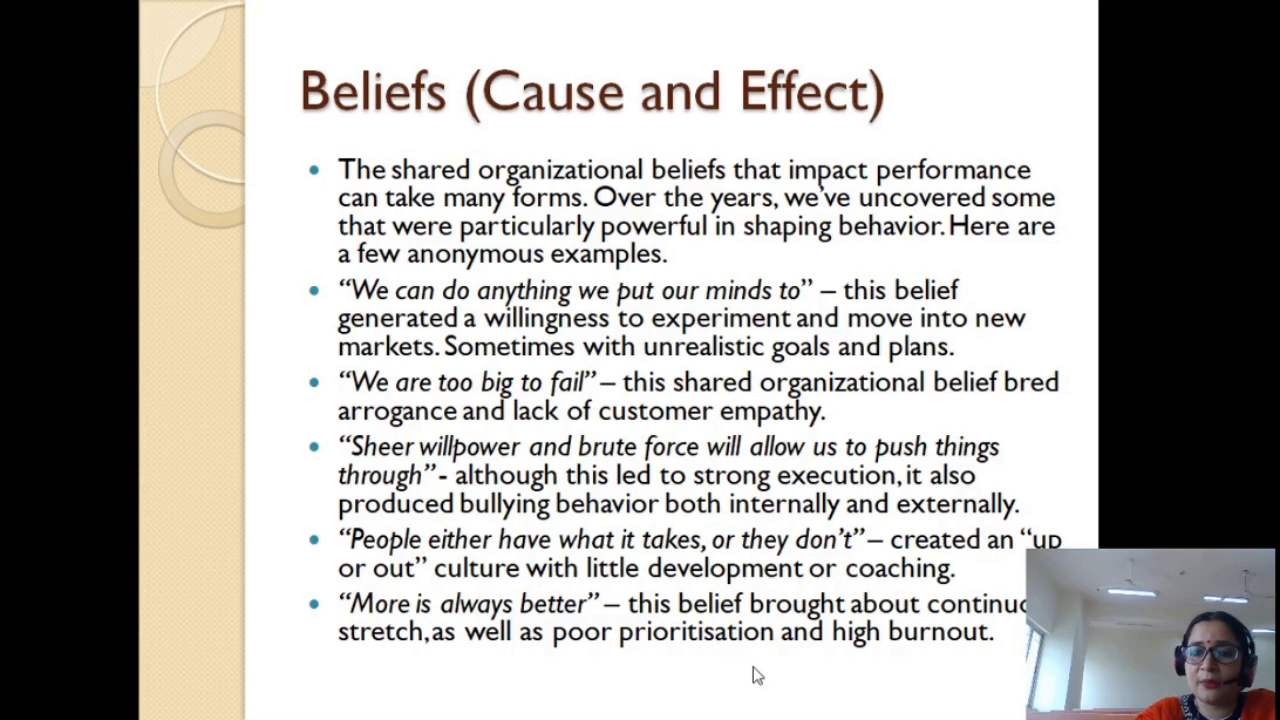 Beliefs (Cause and Effect)
• The shared organizational beliefs that impact performance
can take many forms. Over the years, we've uncovered some
that were particularly powerful in shaping behavior. Here are
a few anonymous examples.
• “We can do anything we put our minds to” – this belief
generated a willingness to experiment and move into new
markets. Sometimes with unrealistic goals and plans.
• “We are too big to fail” – this shared organizational belief bred
arrogance and lack of customer empathy.
• “Sheer willpower and brute force will allow us to push things
through”- although this led to strong execution, it also
produced bullying behavior both internally and externally.
• “People either have what it takes, or they don’t” – created an “up
or out” culture with little development or coaching.
• “More is always better” – this belief brought about
stretch, as well as poor prioritisation and high burnout.